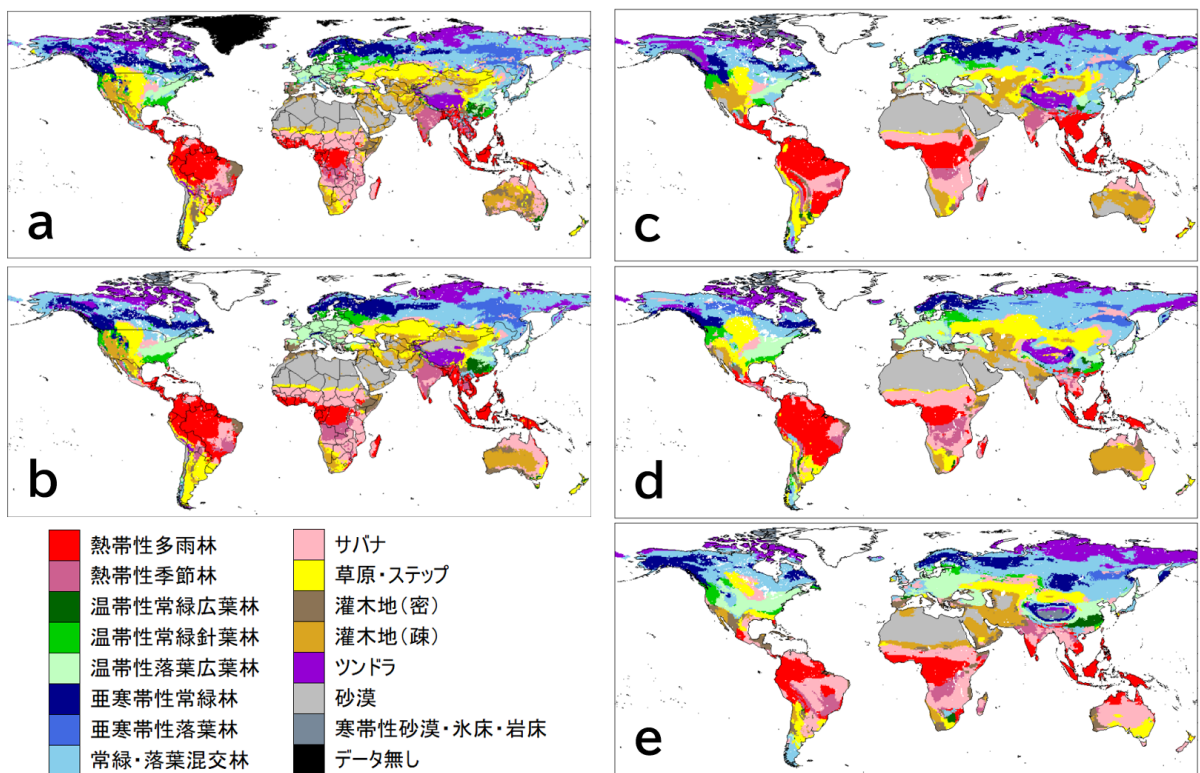 a
b
c
d
e
熱帯性多雨林
熱帯性季節林
温帯性常緑広葉林
温帯性常緑針葉林
温帯性落葉広葉林
亜寒帯性常緑林
亜寒帯性落葉林
常緑・落葉混交林
サバナ
草原・ステップ
灌木地（密）
灌木地（疎）
ツンドラ
砂漠
寒帯性砂漠・氷床・岩床
データ無し